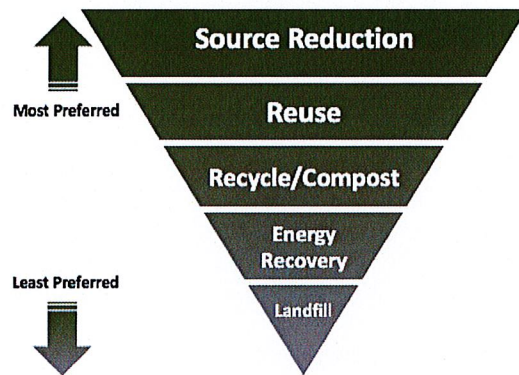 Source Reduction
Most Preferred
Reuse
Recycle/Compost
Energy
Recovery
Least Preferred
Landfill